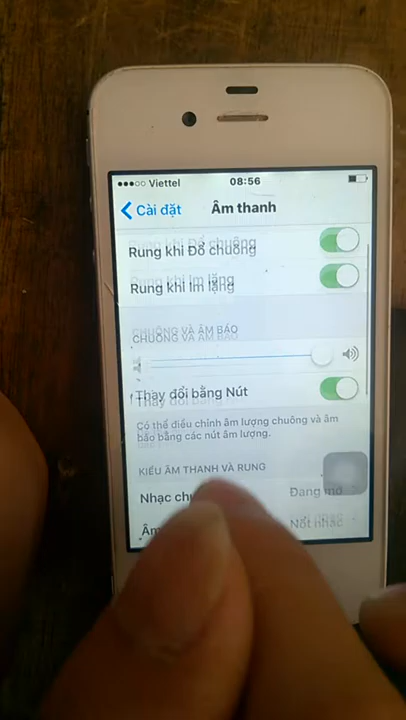 Viettel 08:56
Cài đặt Âm thanh
Rung khi Đổ chuông
Rung khi Im lặng
CHUÔNG VÀ ÂM BÁO
Thay đổi bằng Nút
Có thể điều chỉnh âm lượng chuông và âm
báo bằng các nút âm lượng.
KIỂU ÂM THANH VÀ RUNG
Nhạc Đang mở
Nốt nhạc